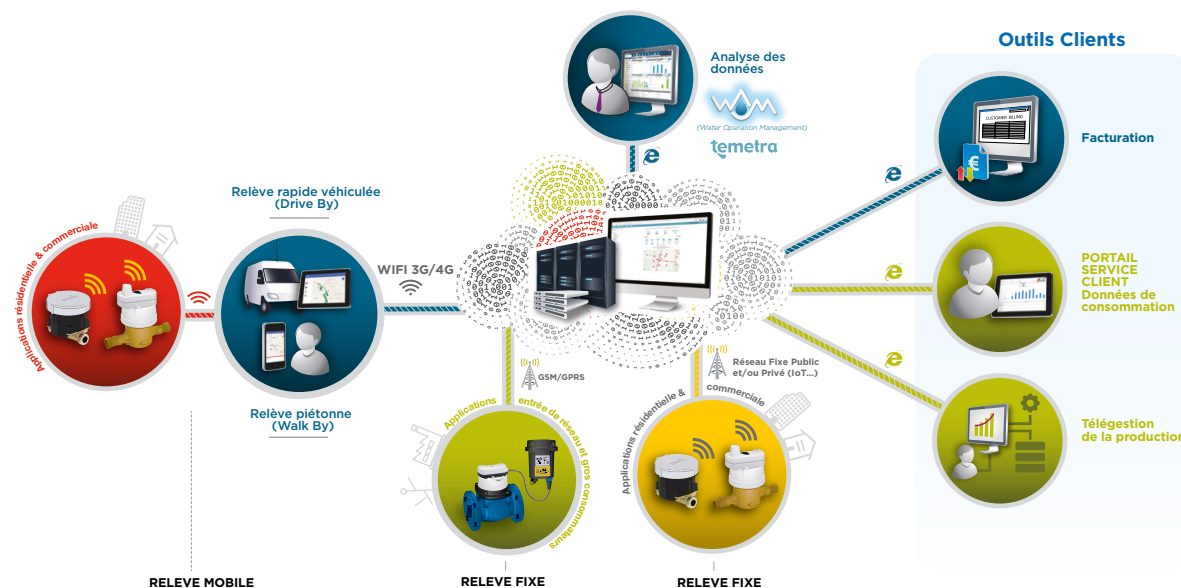 Outils Clients
Analyse des
données
WOM
(Water Operation Management)
temetra
CUSTOMER BILLING
€
Facturation
Relève rapide véhiculée
(Drive By)
WIFI 3G/4G
Applications résidentielle & commerciale
PORTAIL
SERVICE
CLIENT
Données de
consommation
Relève piétonne
(Walk By)
GSM/GPRS
Réseau Fixe Public
et/ou Privé (IoT...)
Applications entrée de réseau et gros consommateurs
Applications résidentielle & commerciale
Télégestion
de la production
RELEVE MOBILE
RELEVE FIXE
RELEVE FIXE